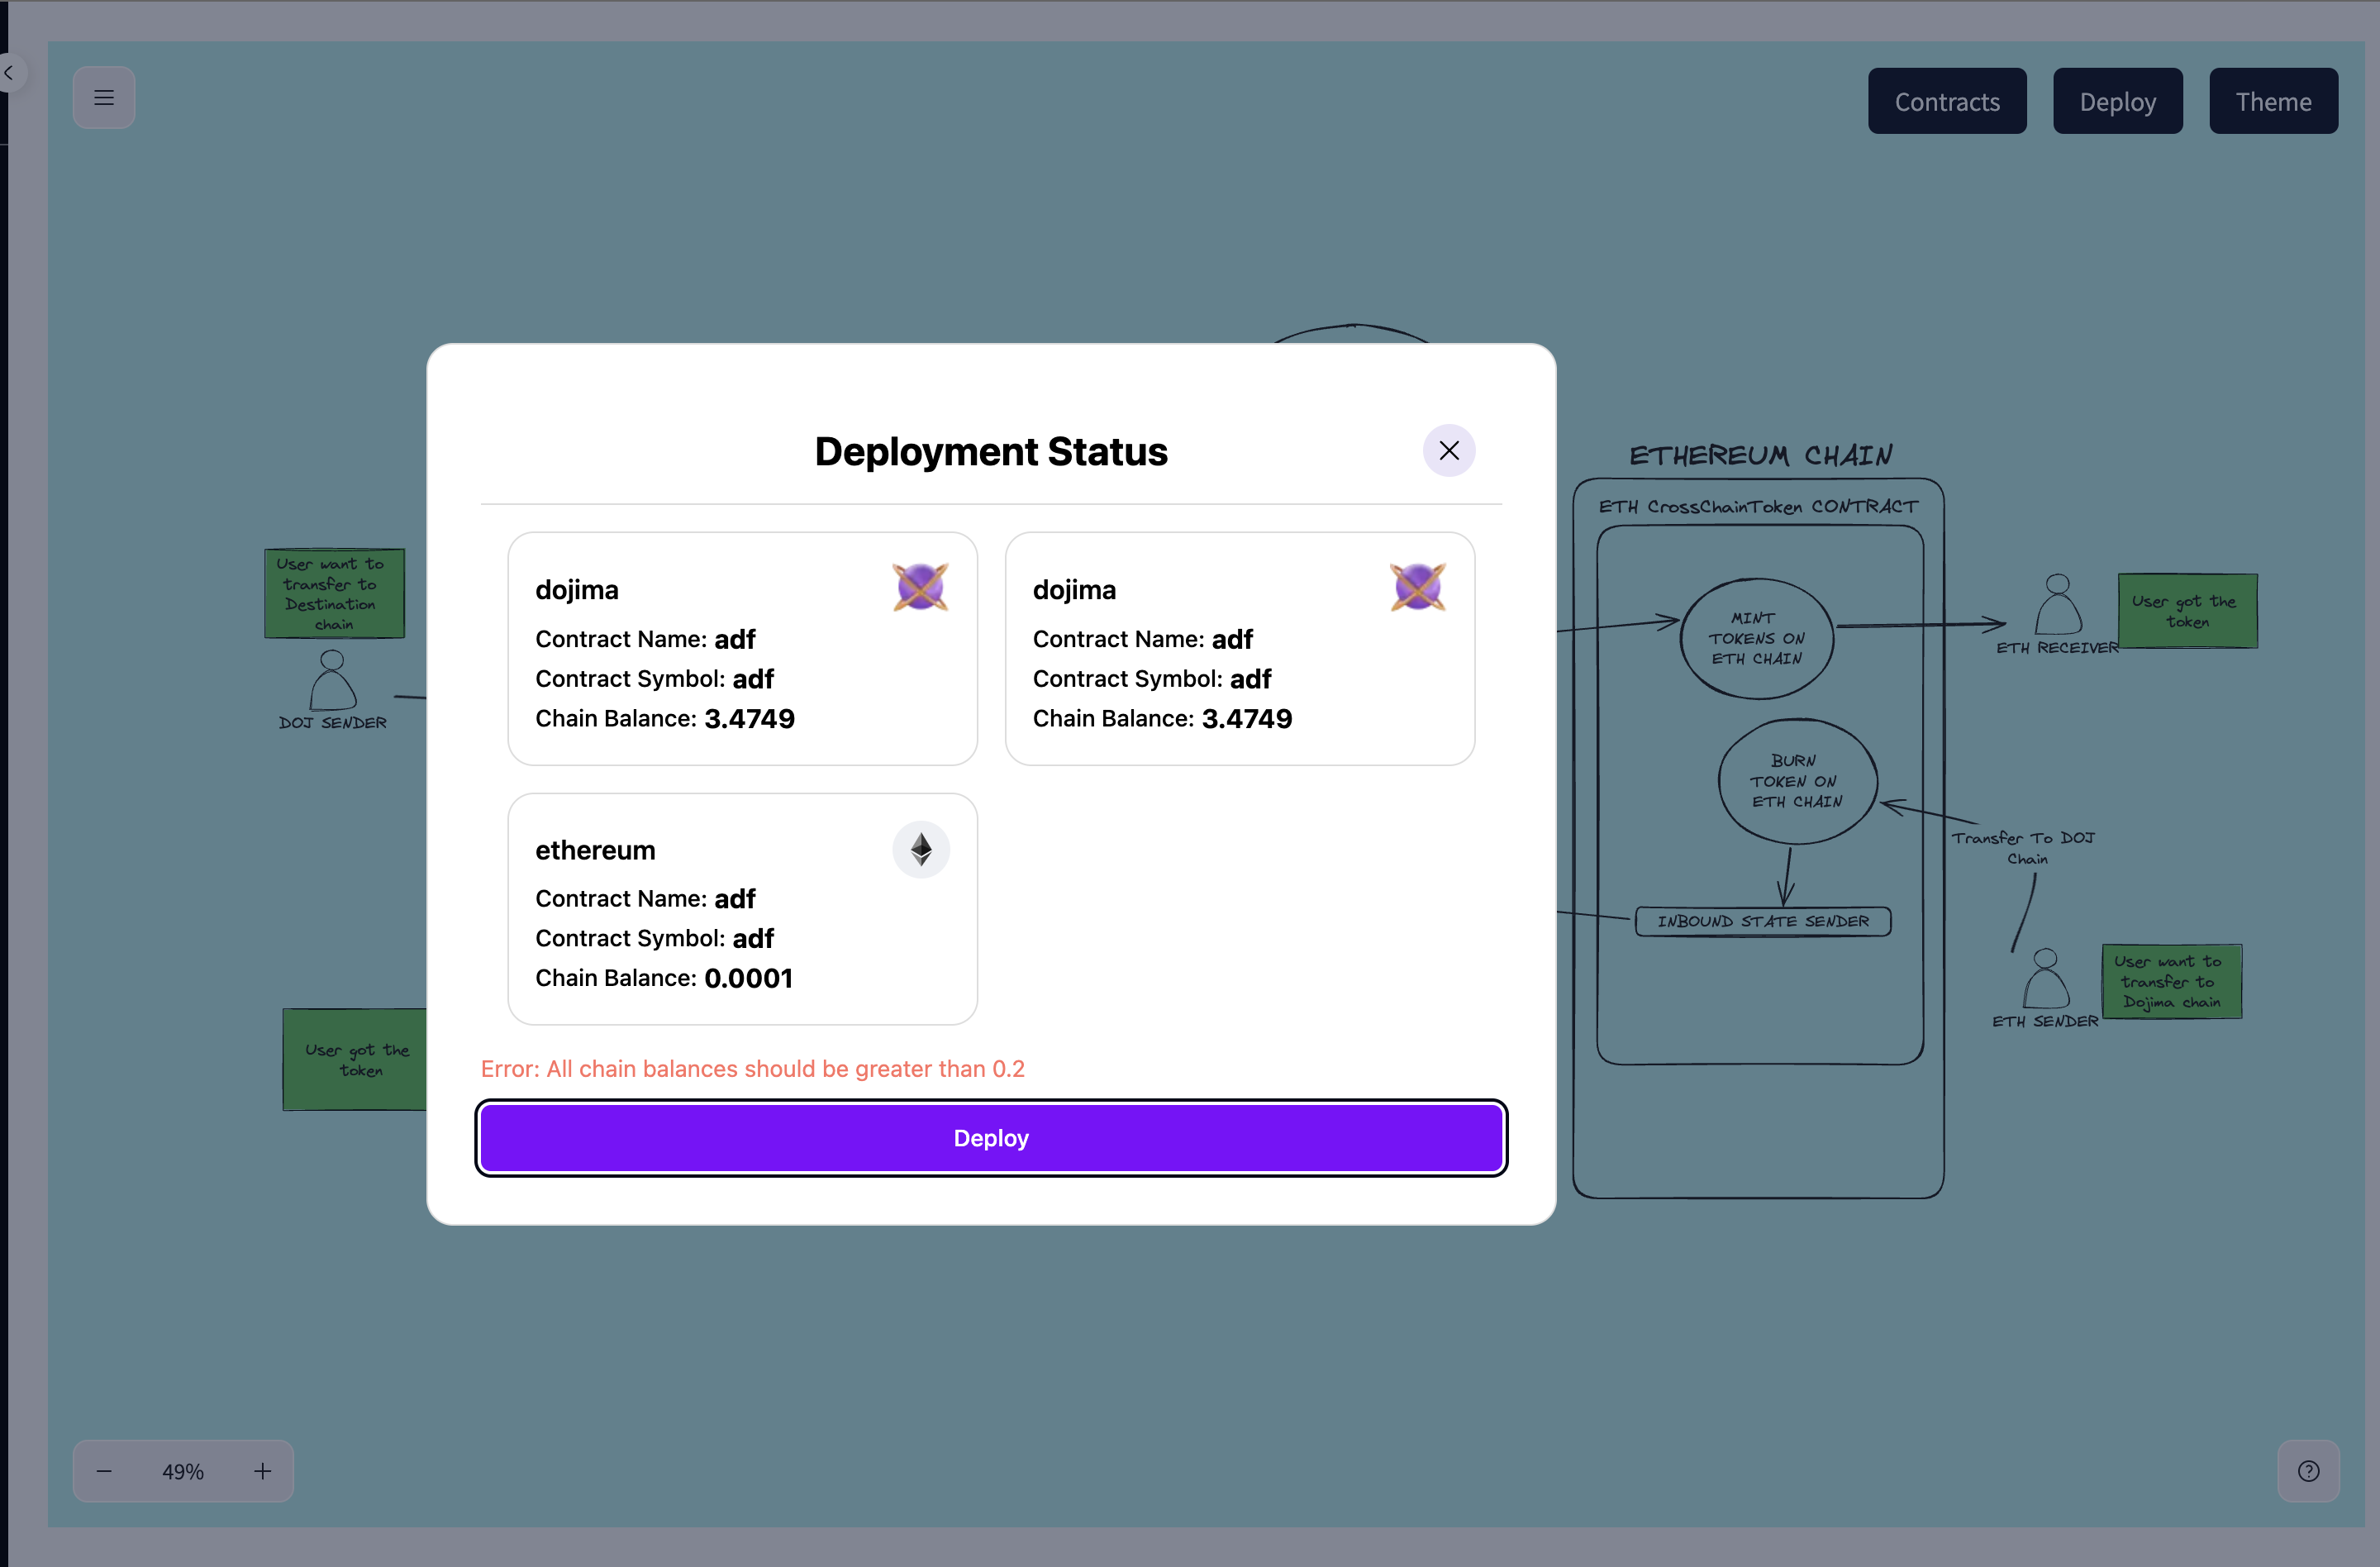 Contracts
Deploy
Theme
Deployment Status
dojima
Contract Name: adf
Contract Symbol: adf
Chain Balance: 3.4749
dojima
Contract Name: adf
Contract Symbol: adf
Chain Balance: 3.4749
ethereum
Contract Name: adf
Contract Symbol: adf
Chain Balance: 0.0001
Error: All chain balances should be greater than 0.2
Deploy
User want to
transfer to
Destination
chain
DOJ SENDER
User got the
token
ETHEREUM CHAIN
ETH CrossChainToken CONTRACT
MINT
TOKENS ON
ETH CHAIN
BURN
TOKEN ON
ETH CHAIN
INBOUND STATE SENDER
ETH RECEIVER
User got the
token
Transfer To DOJ
Chain
ETH SENDER
User want to
transfer to
Dojima chain
49%